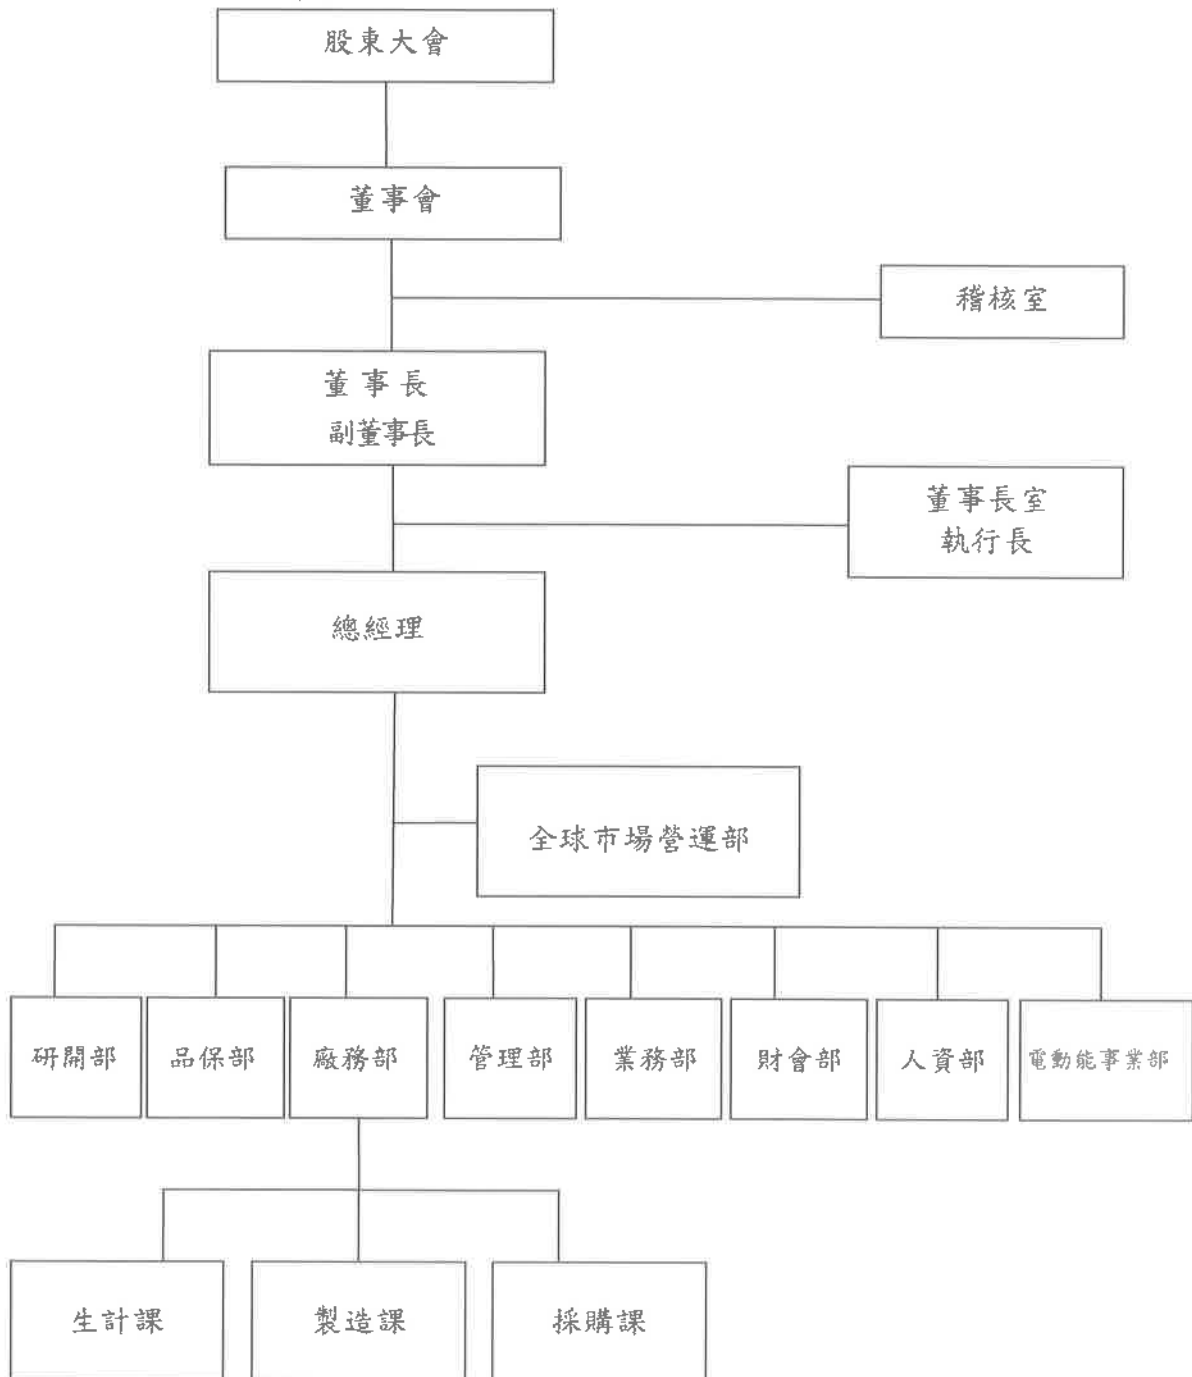 股東大會
董事會
稽核室
董事長
副董事長
董事長室
執行長
總經理
全球市場營運部
研開部
品保部
廠務部
管理部
業務部
財會部
人資部
電動能事業部
生計課
製造課
採購課